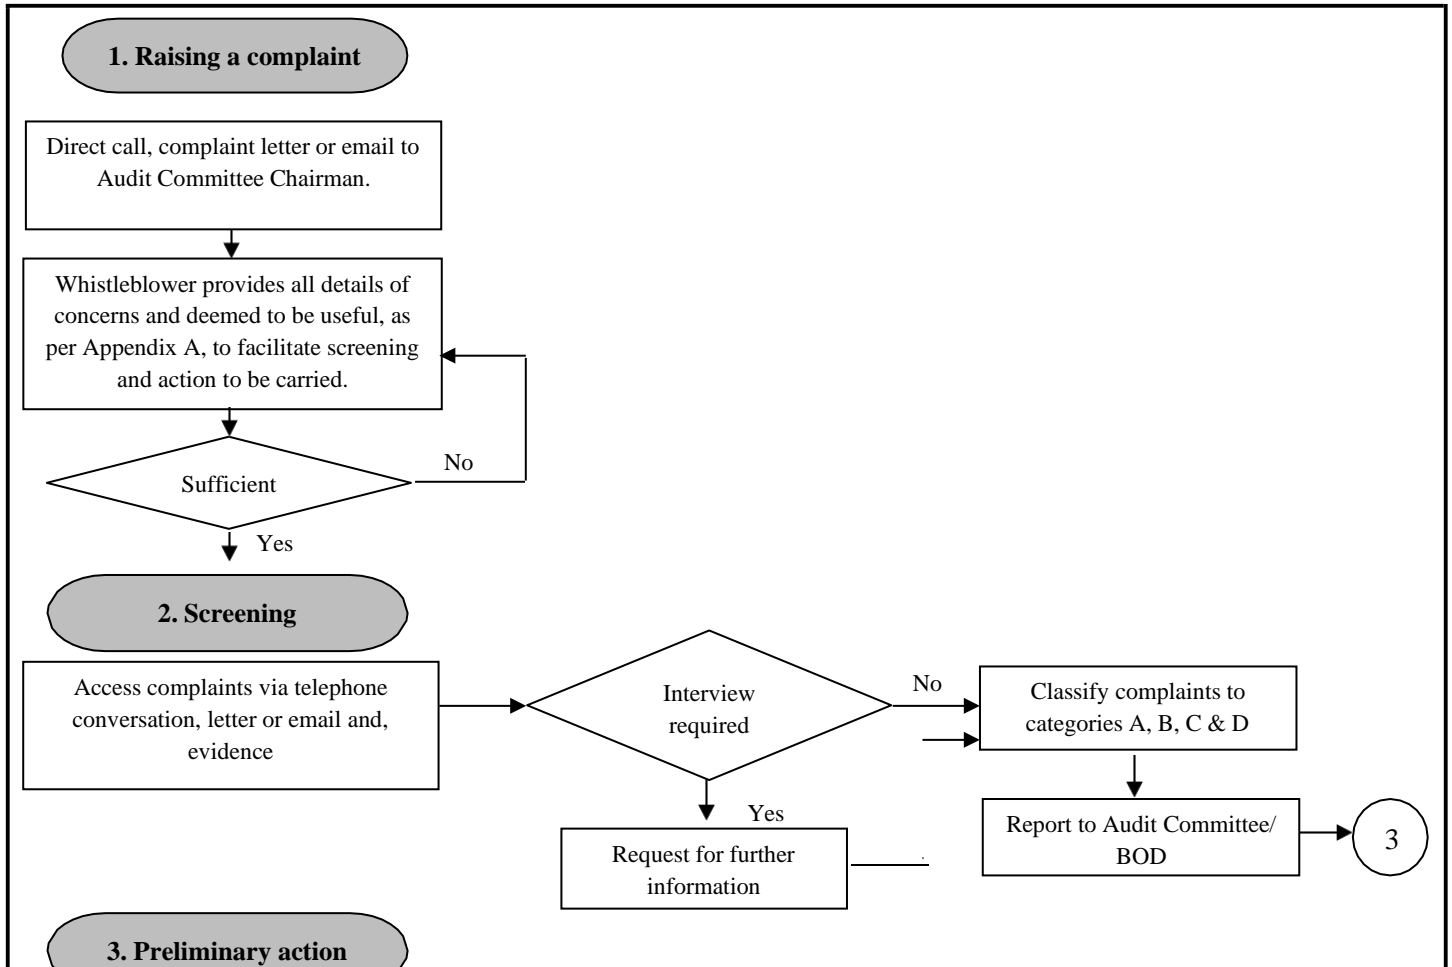 1. Raising a complaint
Direct call, complaint letter or email to
Audit Committee Chairman.
Whistleblower provides all details of
concerns and deemed to be useful, as
per Appendix A, to facilitate screening
and action to be carried.
No
Sufficient
Yes
2. Screening
Access complaints via telephone
conversation, letter or email and,
evidence
Interview
required
No
Classify complaints to
categories A, B, C & D
Yes
Request for further
information
Report to Audit Committee/
BOD
3
3. Preliminary action